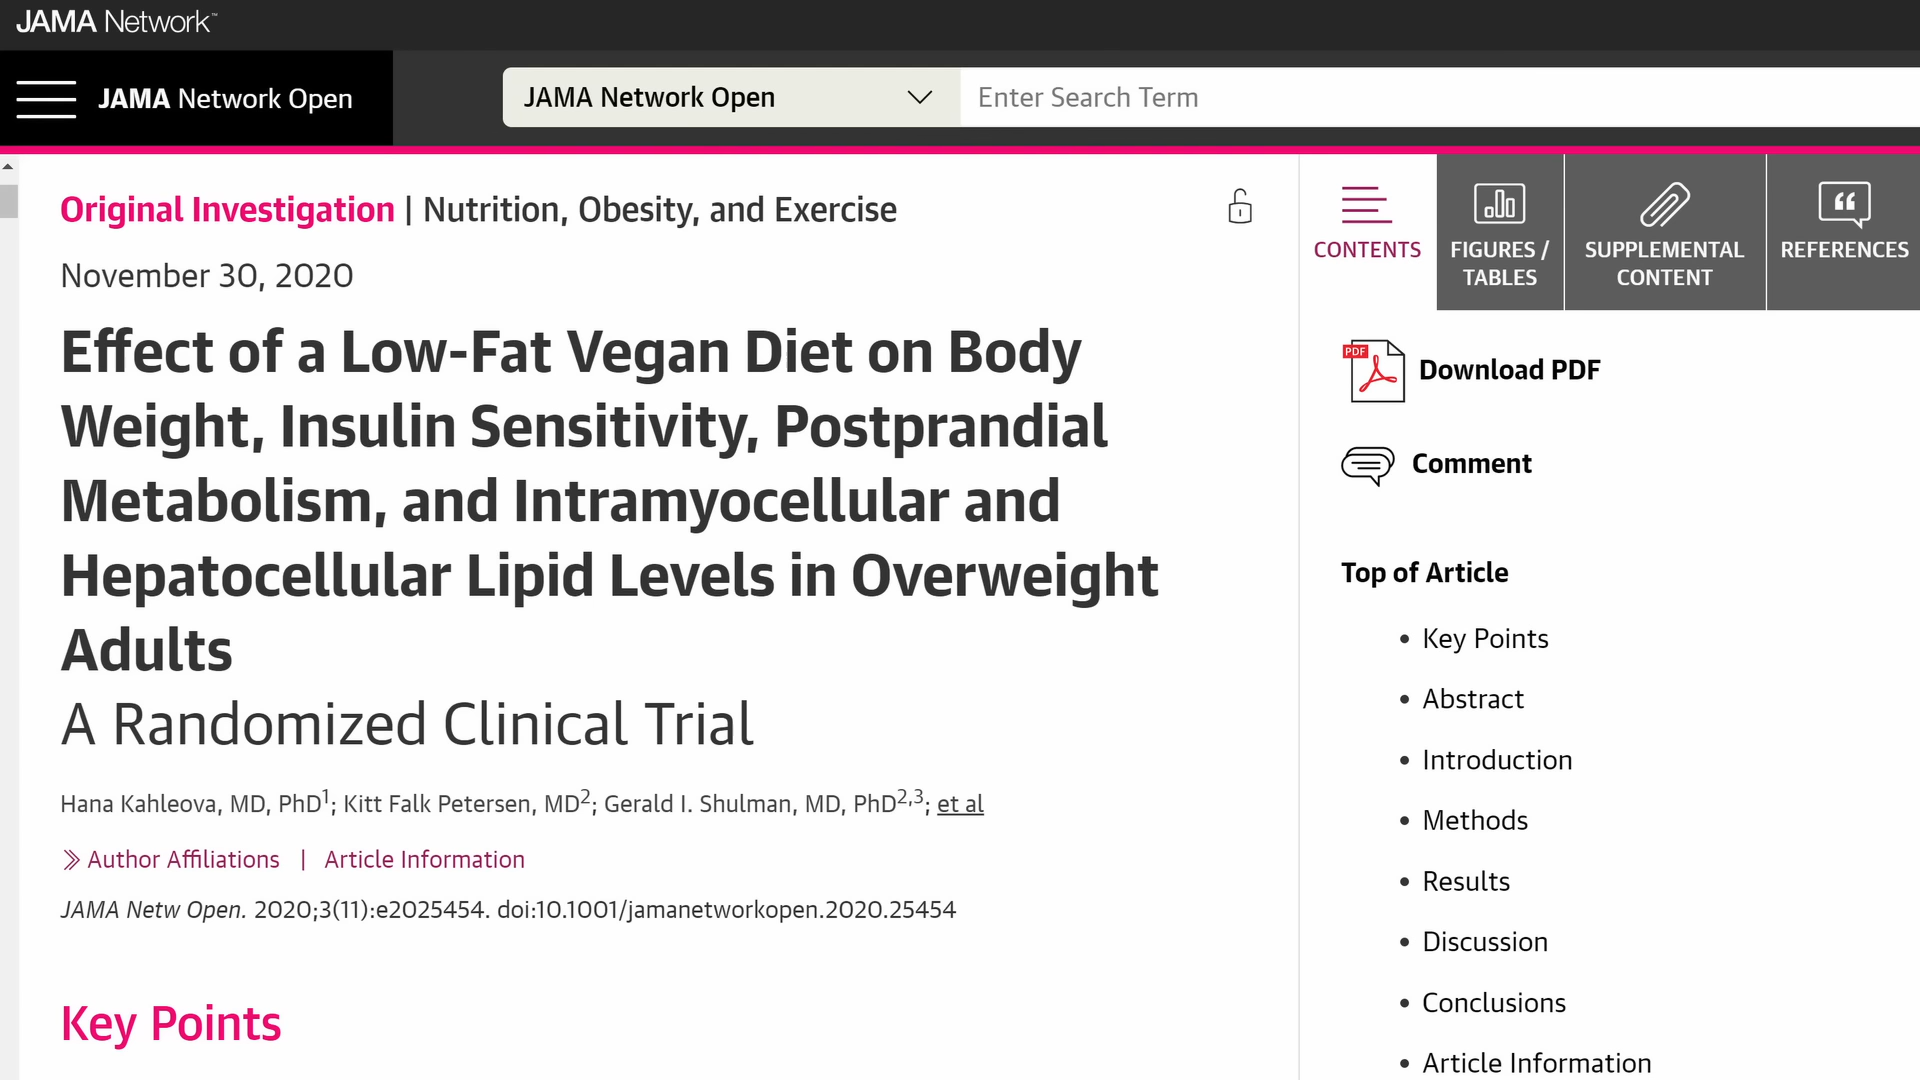 JAMA Network™
JAMA Network Open
JAMA Network Open
Enter Search Term
Original Investigation | Nutrition, Obesity, and Exercise
November 30, 2020
Effect of a Low-Fat Vegan Diet on Body
Weight, Insulin Sensitivity, Postprandial
Metabolism, and Intramyocellular and
Hepatocellular Lipid Levels in Overweight
Adults
A Randomized Clinical Trial
Hana Kahleova, MD, PhD1; Kitt Falk Petersen, MD2; Gerald I. Shulman, MD, PhD2,3; et al
Author Affiliations | Article Information
JAMA Netw Open. 2020;3(11):e2025454. doi:10.1001/jamanetworkopen.2020.25454
Key Points
CONTENTS
FIGURES /
TABLES
SUPPLEMENTAL
CONTENT
REFERENCES
PDF
Download PDF
Comment
Top of Article
• Key Points
• Abstract
• Introduction
• Methods
• Results
• Discussion
• Conclusions
• Article Information